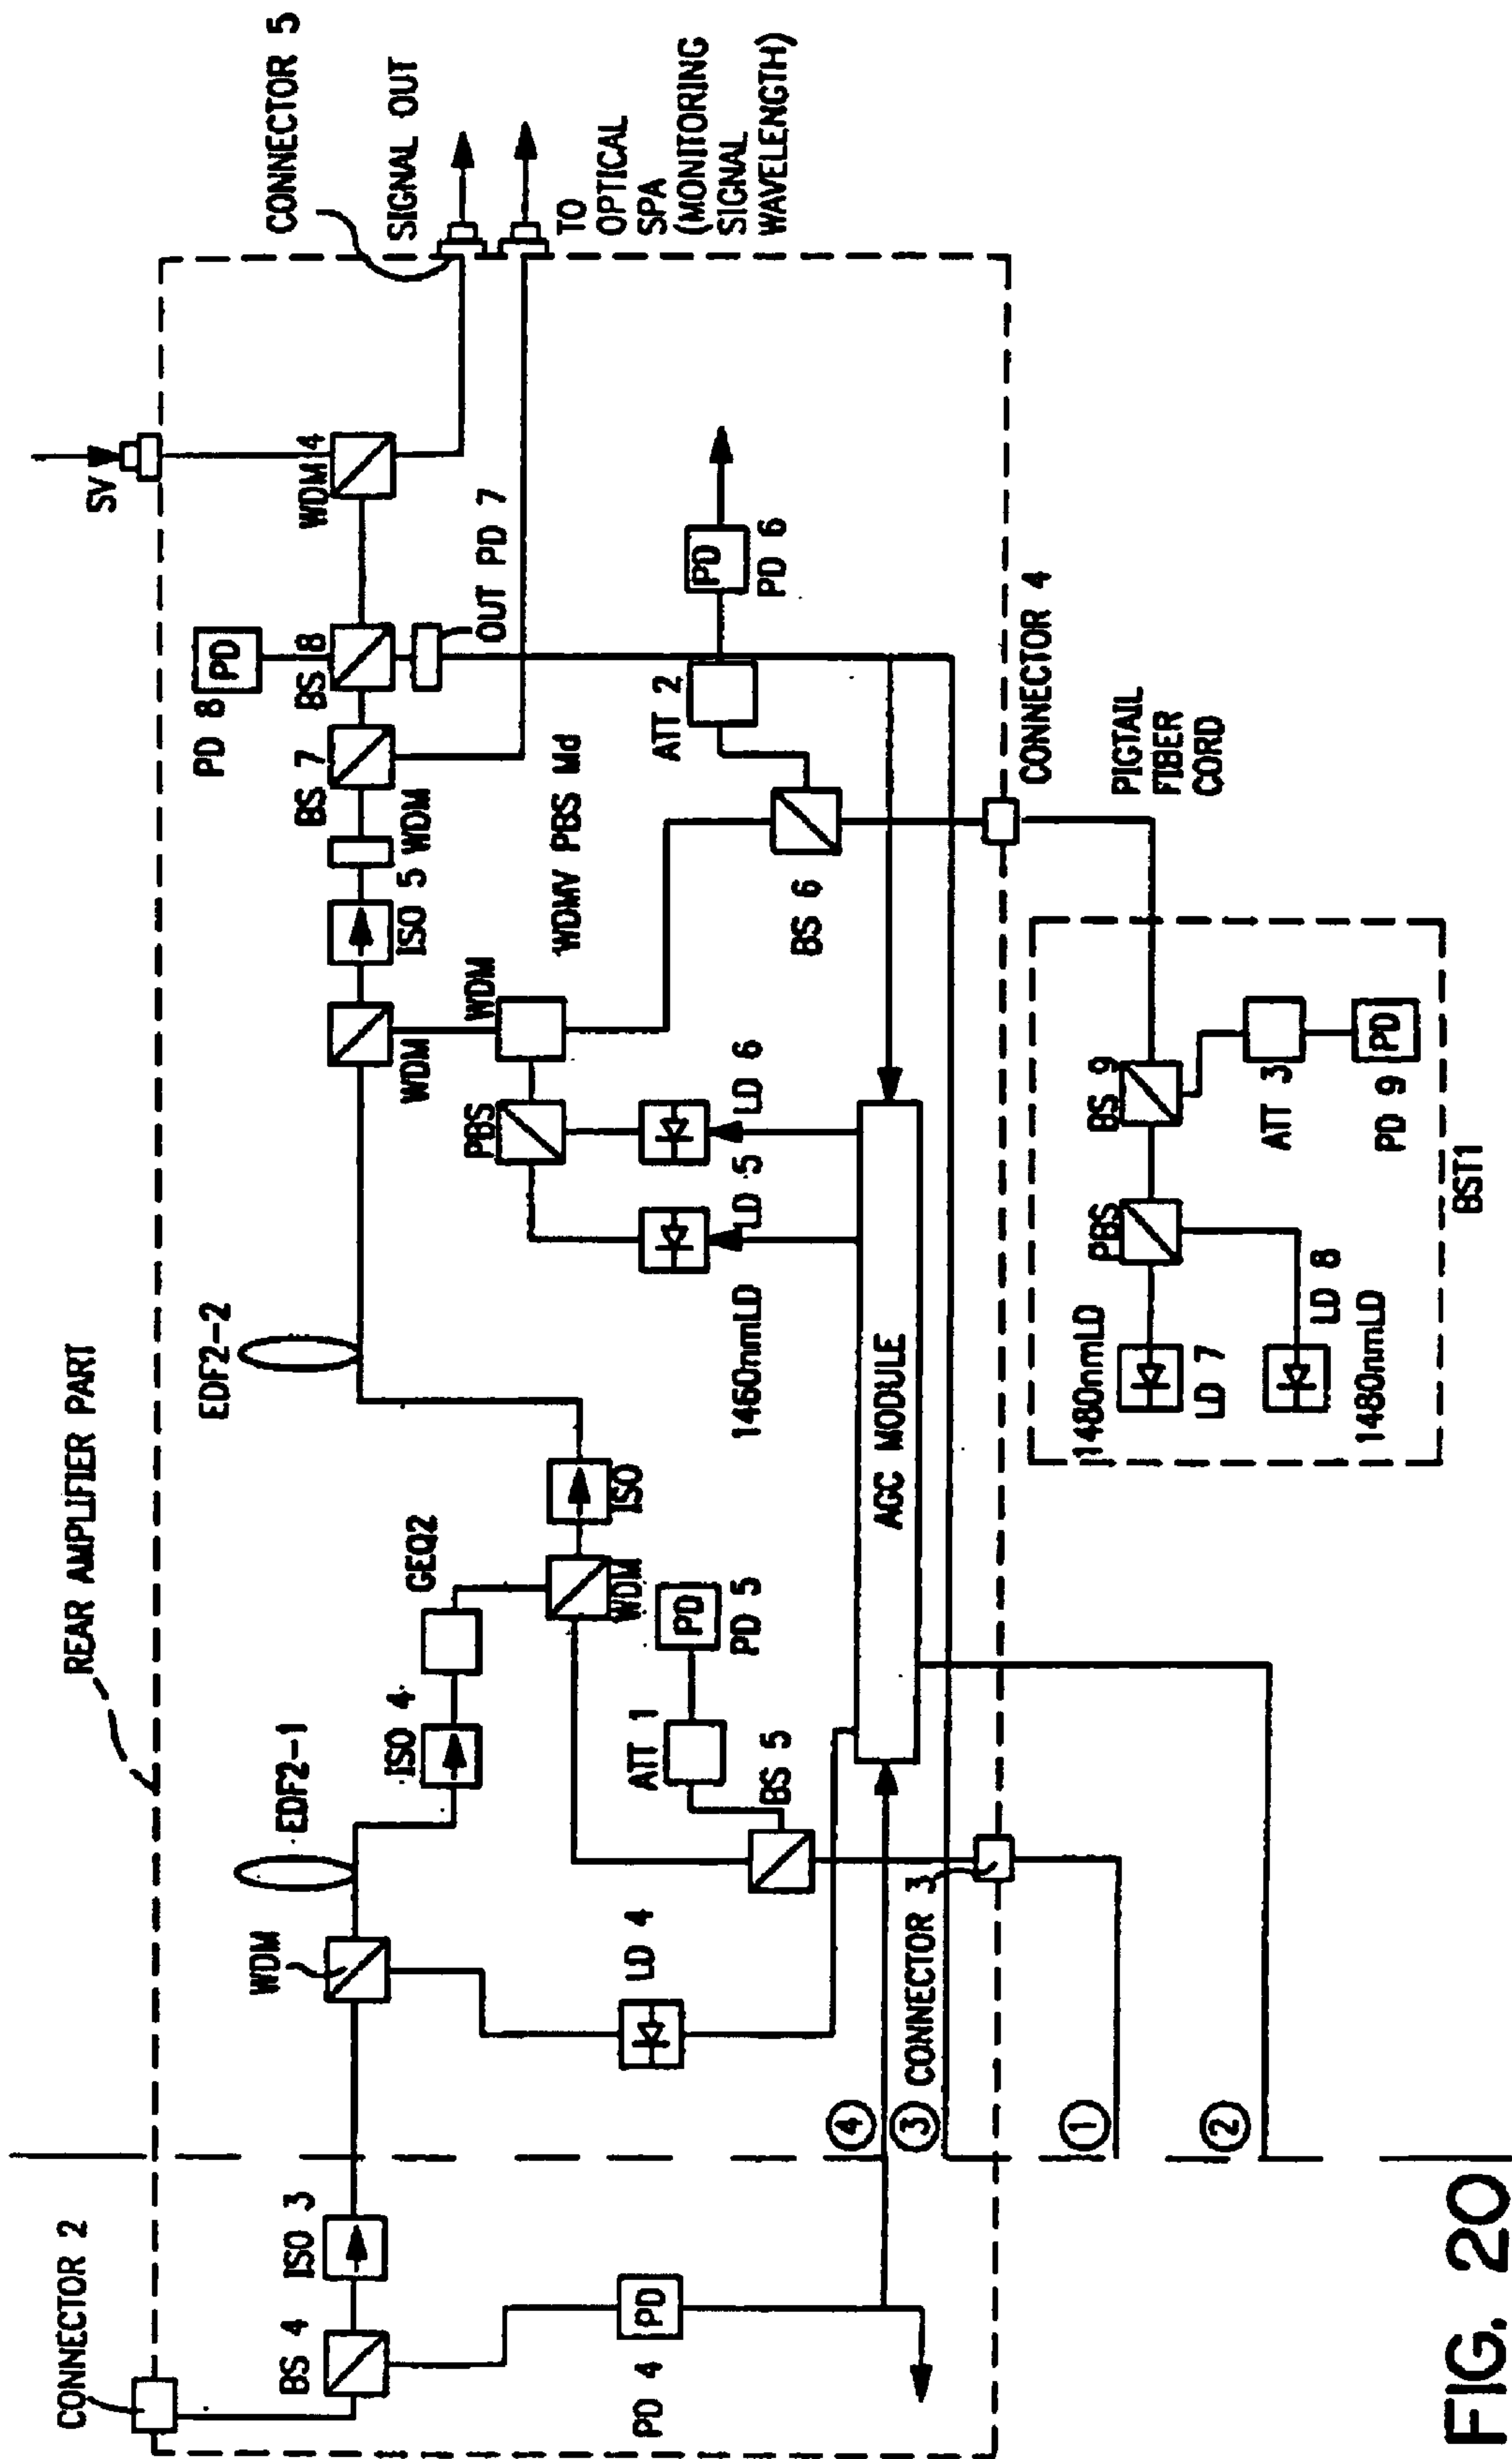 CONNECTOR 2
REAR AMPLIFIER PART
BS 4
ISO 3
WDM
EDF2-1
ISO 4
GEQ2
EDF2-2
WDM
ISO 5
WDM
BS 7
BS 8
PD 8
PD
SV
WDM 4
CONNECTOR 5
SIGNAL OUT
TO
OPTICAL
SPA
(MONITORING
SIGNAL
WAVELENGTH)
OUT PD 7
WDM
ISO
PBS
WDM
WDMV PBS Md
ATT 2
PD
PD 6
PD
PD 4
LD 4
ATT 1
PD
PD 5
BS 5
LD 5
LD 6
1460nmLD
BS 6
AGC MODULE
4
3
CONNECTOR 3
CONNECTOR 4
PIGTAIL
FIBER
CORD
1
2
1480nmLD
LD 7
PBS
BS 9
LD 8
1480nmLD
ATT 3
PD
PD 9
BST1
FIG. 20